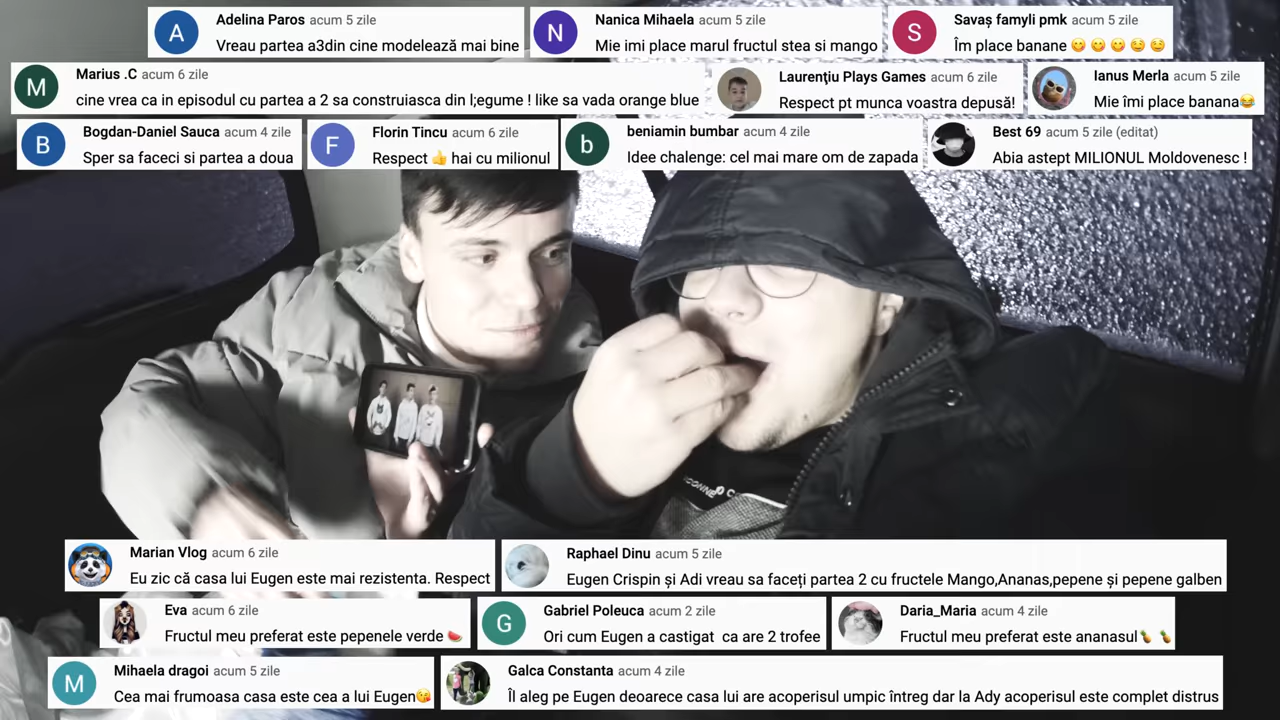 Adelina Paros acum 5 zile
Vreau partea a3din cine modelează mai bine
Nanica Mihaela acum 5 zile
Mie imi place marul fructul stea si mango
Savaș famyli pmk acum 5 zile
Îm place banane 😋 😋 😋 🤤 🤤
Marius .C acum 6 zile
cine vrea ca in episodul cu partea a 2 sa construiasca din l;egume ! like sa vada orange blue
Laurențiu Plays Games acum 6 zile
Respect pt munca voastra depusă!
Ianus Merla acum 5 zile
Mie îmi place banana😂
Bogdan-Daniel Sauca acum 4 zile
Sper sa faceci si partea a doua
Florin Tincu acum 6 zile
Respect 👍 hai cu milionul
beniamin bumbar acum 4 zile
Idee chalenge: cel mai mare om de zapada
Best 69 acum 5 zile (editat)
Abia astept MILIONUL Moldovenesc !
Marian Vlog acum 6 zile
Eu zic că casa lui Eugen este mai rezistenta. Respect
Raphael Dinu acum 5 zile
Eugen Crispin și Adi vreau sa faceți partea 2 cu fructele Mango,Ananas,pepene și pepene galben
Eva acum 6 zile
Fructul meu preferat este pepenele verde 🍉
Gabriel Poleuca acum 2 zile
Ori cum Eugen a castigat ca are 2 trofee
Daria_Maria acum 4 zile
Fructul meu preferat este ananasul🍍 🍍
Mihaela dragoi acum 5 zile
Cea mai frumoasa casa este cea a lui Eugen😘
Galca Constanta acum 4 zile
Îl aleg pe Eugen deoarece casa lui are acoperisul umpic întreg dar la Ady acoperisul este complet distrus